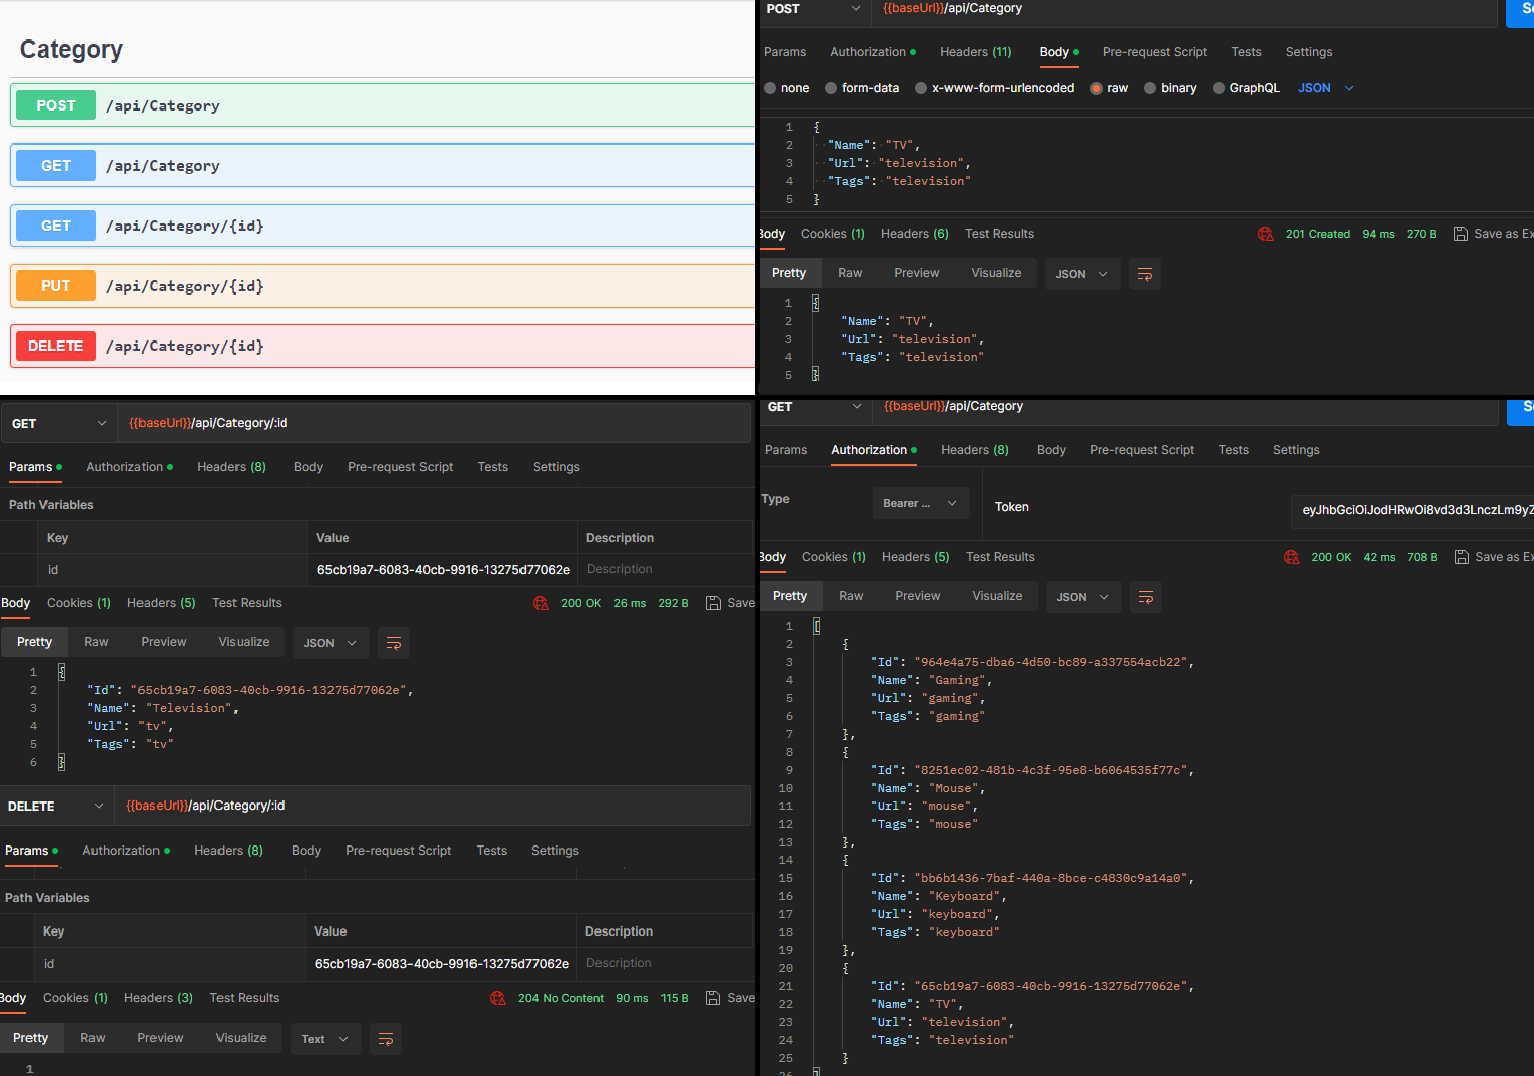 Category
POST /api/Category
GET /api/Category
GET /api/Category/{id}
PUT /api/Category/{id}
DELETE /api/Category/{id}
POST {{baseUrl}}/api/Category
Params Authorization Headers (11) Body Pre-request Script Tests Settings
none form-data x-www-form-urlencoded raw binary GraphQL JSON
1 {
2 "Name": "TV",
3 "Url": "television",
4 "Tags": "television"
5 }
Body Cookies (1) Headers (6) Test Results 201 Created 94 ms 270 B Save as Ex
Pretty Raw Preview Visualize JSON
1 {
2 "Name": "TV",
3 "Url": "television",
4 "Tags": "television"
5 }
GET {{baseUrl}}/api/Category/:id
Params Authorization Headers (8) Body Pre-request Script Tests Settings
Path Variables
Key Value Description
id 65cb19a7-6083-40cb-9916-13275d77062e Description
Body Cookies (1) Headers (5) Test Results 200 OK 26 ms 292 B Save
Pretty Raw Preview Visualize JSON
1 {
2 "Id": "65cb19a7-6083-40cb-9916-13275d77062e",
3 "Name": "Television",
4 "Url": "tv",
5 "Tags": "tv"
6 }
DELETE {{baseUrl}}/api/Category/:id
Params Authorization Headers (8) Body Pre-request Script Tests Settings
Path Variables
Key Value Description
id 65cb19a7-6083-40cb-9916-13275d77062e Description
Body Cookies (1) Headers (3) Test Results 204 No Content 90 ms 115 B Save
Pretty Raw Preview Visualize Text
1
GET {{baseUrl}}/api/Category
Params Authorization Headers (8) Body Pre-request Script Tests Settings
Type Bearer ... Token eyJhbGciOiJodHRwOi8vd3d3LnczLm9yZ
Body Cookies (1) Headers (5) Test Results 200 OK 42 ms 708 B Save as Ex
Pretty Raw Preview Visualize JSON
1 [
2 {
3 "Id": "964e4a75-dba6-4d50-bc89-a337554acb22",
4 "Name": "Gaming",
5 "Url": "gaming",
6 "Tags": "gaming"
7 },
8 {
9 "Id": "8251ec02-481b-4c3f-95e8-b6064535f77c",
10 "Name": "Mouse",
11 "Url": "mouse",
12 "Tags": "mouse"
13 },
14 {
15 "Id": "bb6b1436-7baf-440a-8bce-c4830c9a14a0",
16 "Name": "Keyboard",
17 "Url": "keyboard",
18 "Tags": "keyboard"
19 },
20 {
21 "Id": "65cb19a7-6083-40cb-9916-13275d77062e",
22 "Name": "TV",
23 "Url": "television",
24 "Tags": "television"
25 }
26 ]